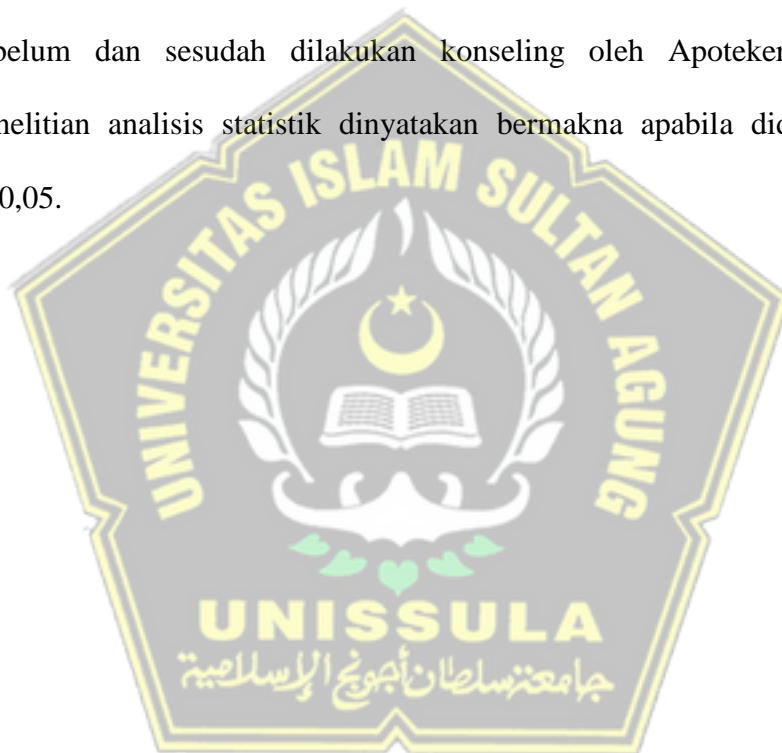 belum dan sesudah dilakukan konseling oleh Apoteker
nelitian analisis statistik dinyatakan bermakna apabila
0,05.
UNIVERSITAS ISLAM SULTAN AGUNG
UNISSULA
جامعة سلطان أجونج الإسلامية